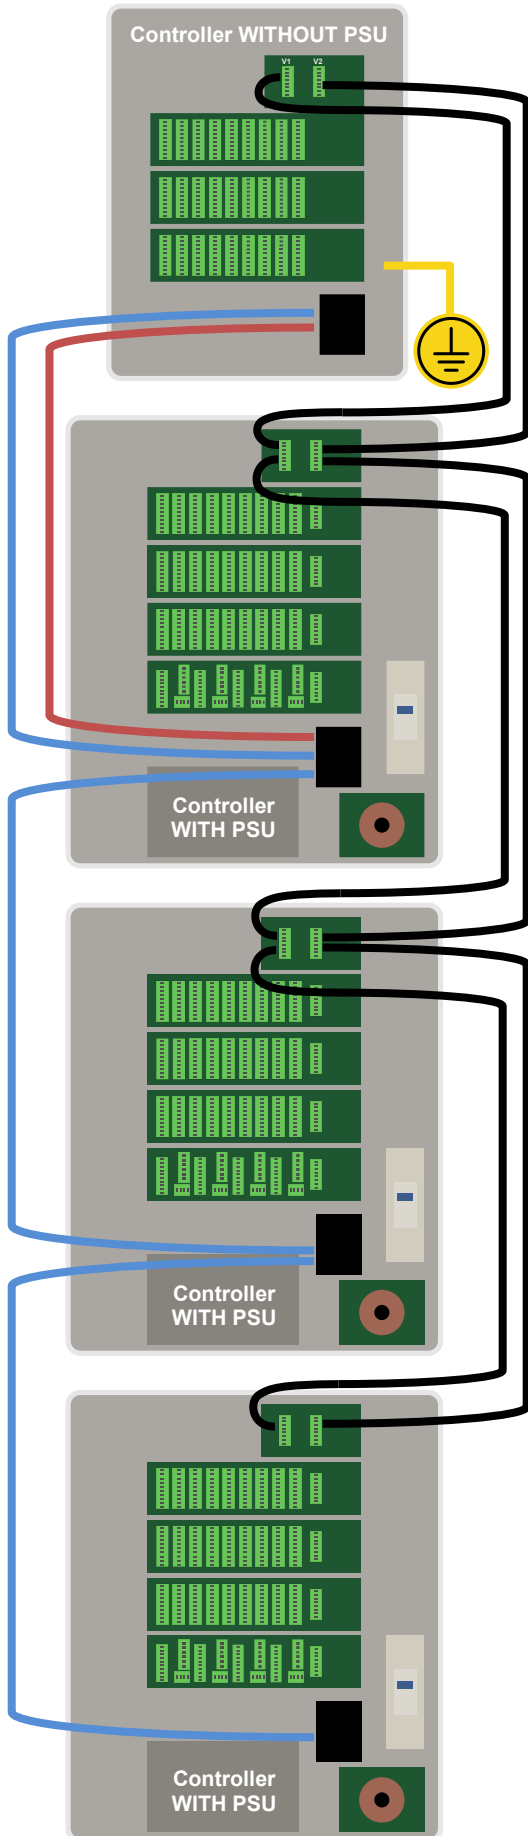 Controller WITHOUT PSU
V1 V2
Controller
WITH PSU
Controller
WITH PSU
Controller
WITH PSU